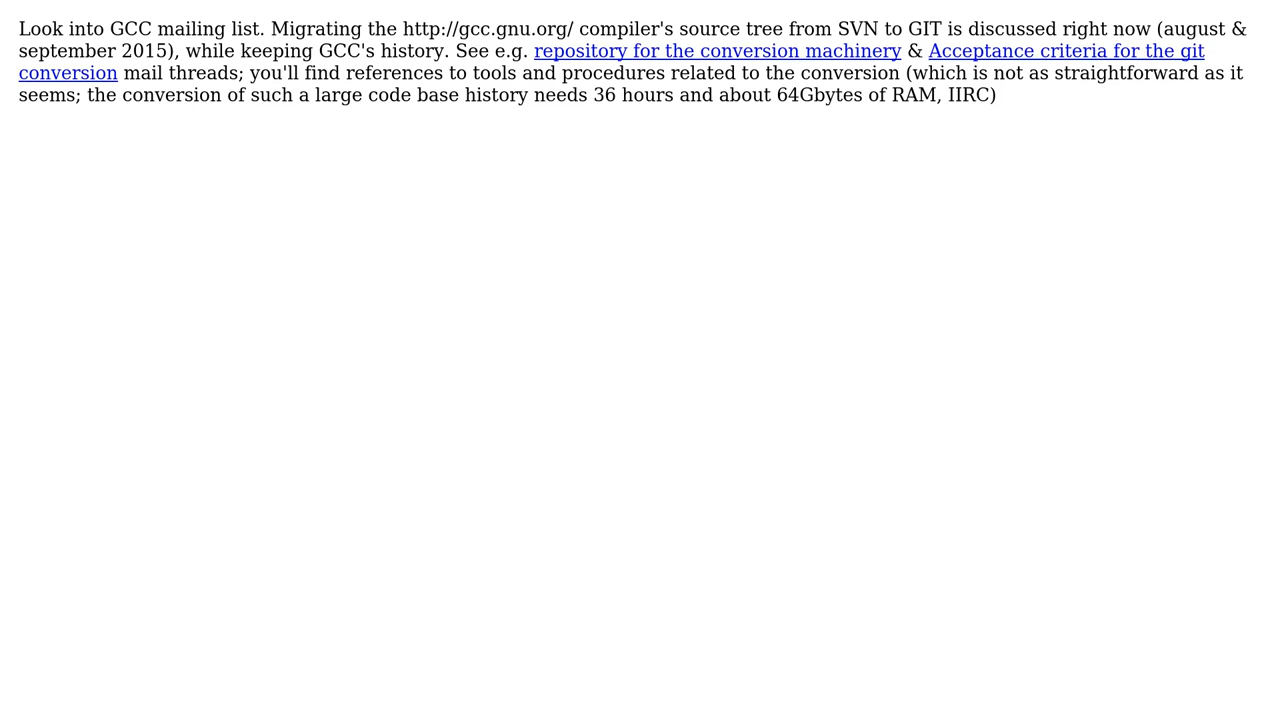 Look into GCC mailing list. Migrating the http://gcc.gnu.org/ compiler's source tree from SVN to GIT is discussed right now (august &
september 2015), while keeping GCC's history. See e.g. repository for the conversion machinery & Acceptance criteria for the git
conversion mail threads; you'll find references to tools and procedures related to the conversion (which is not as straightforward as it
seems; the conversion of such a large code base history needs 36 hours and about 64Gbytes of RAM, IIRC)